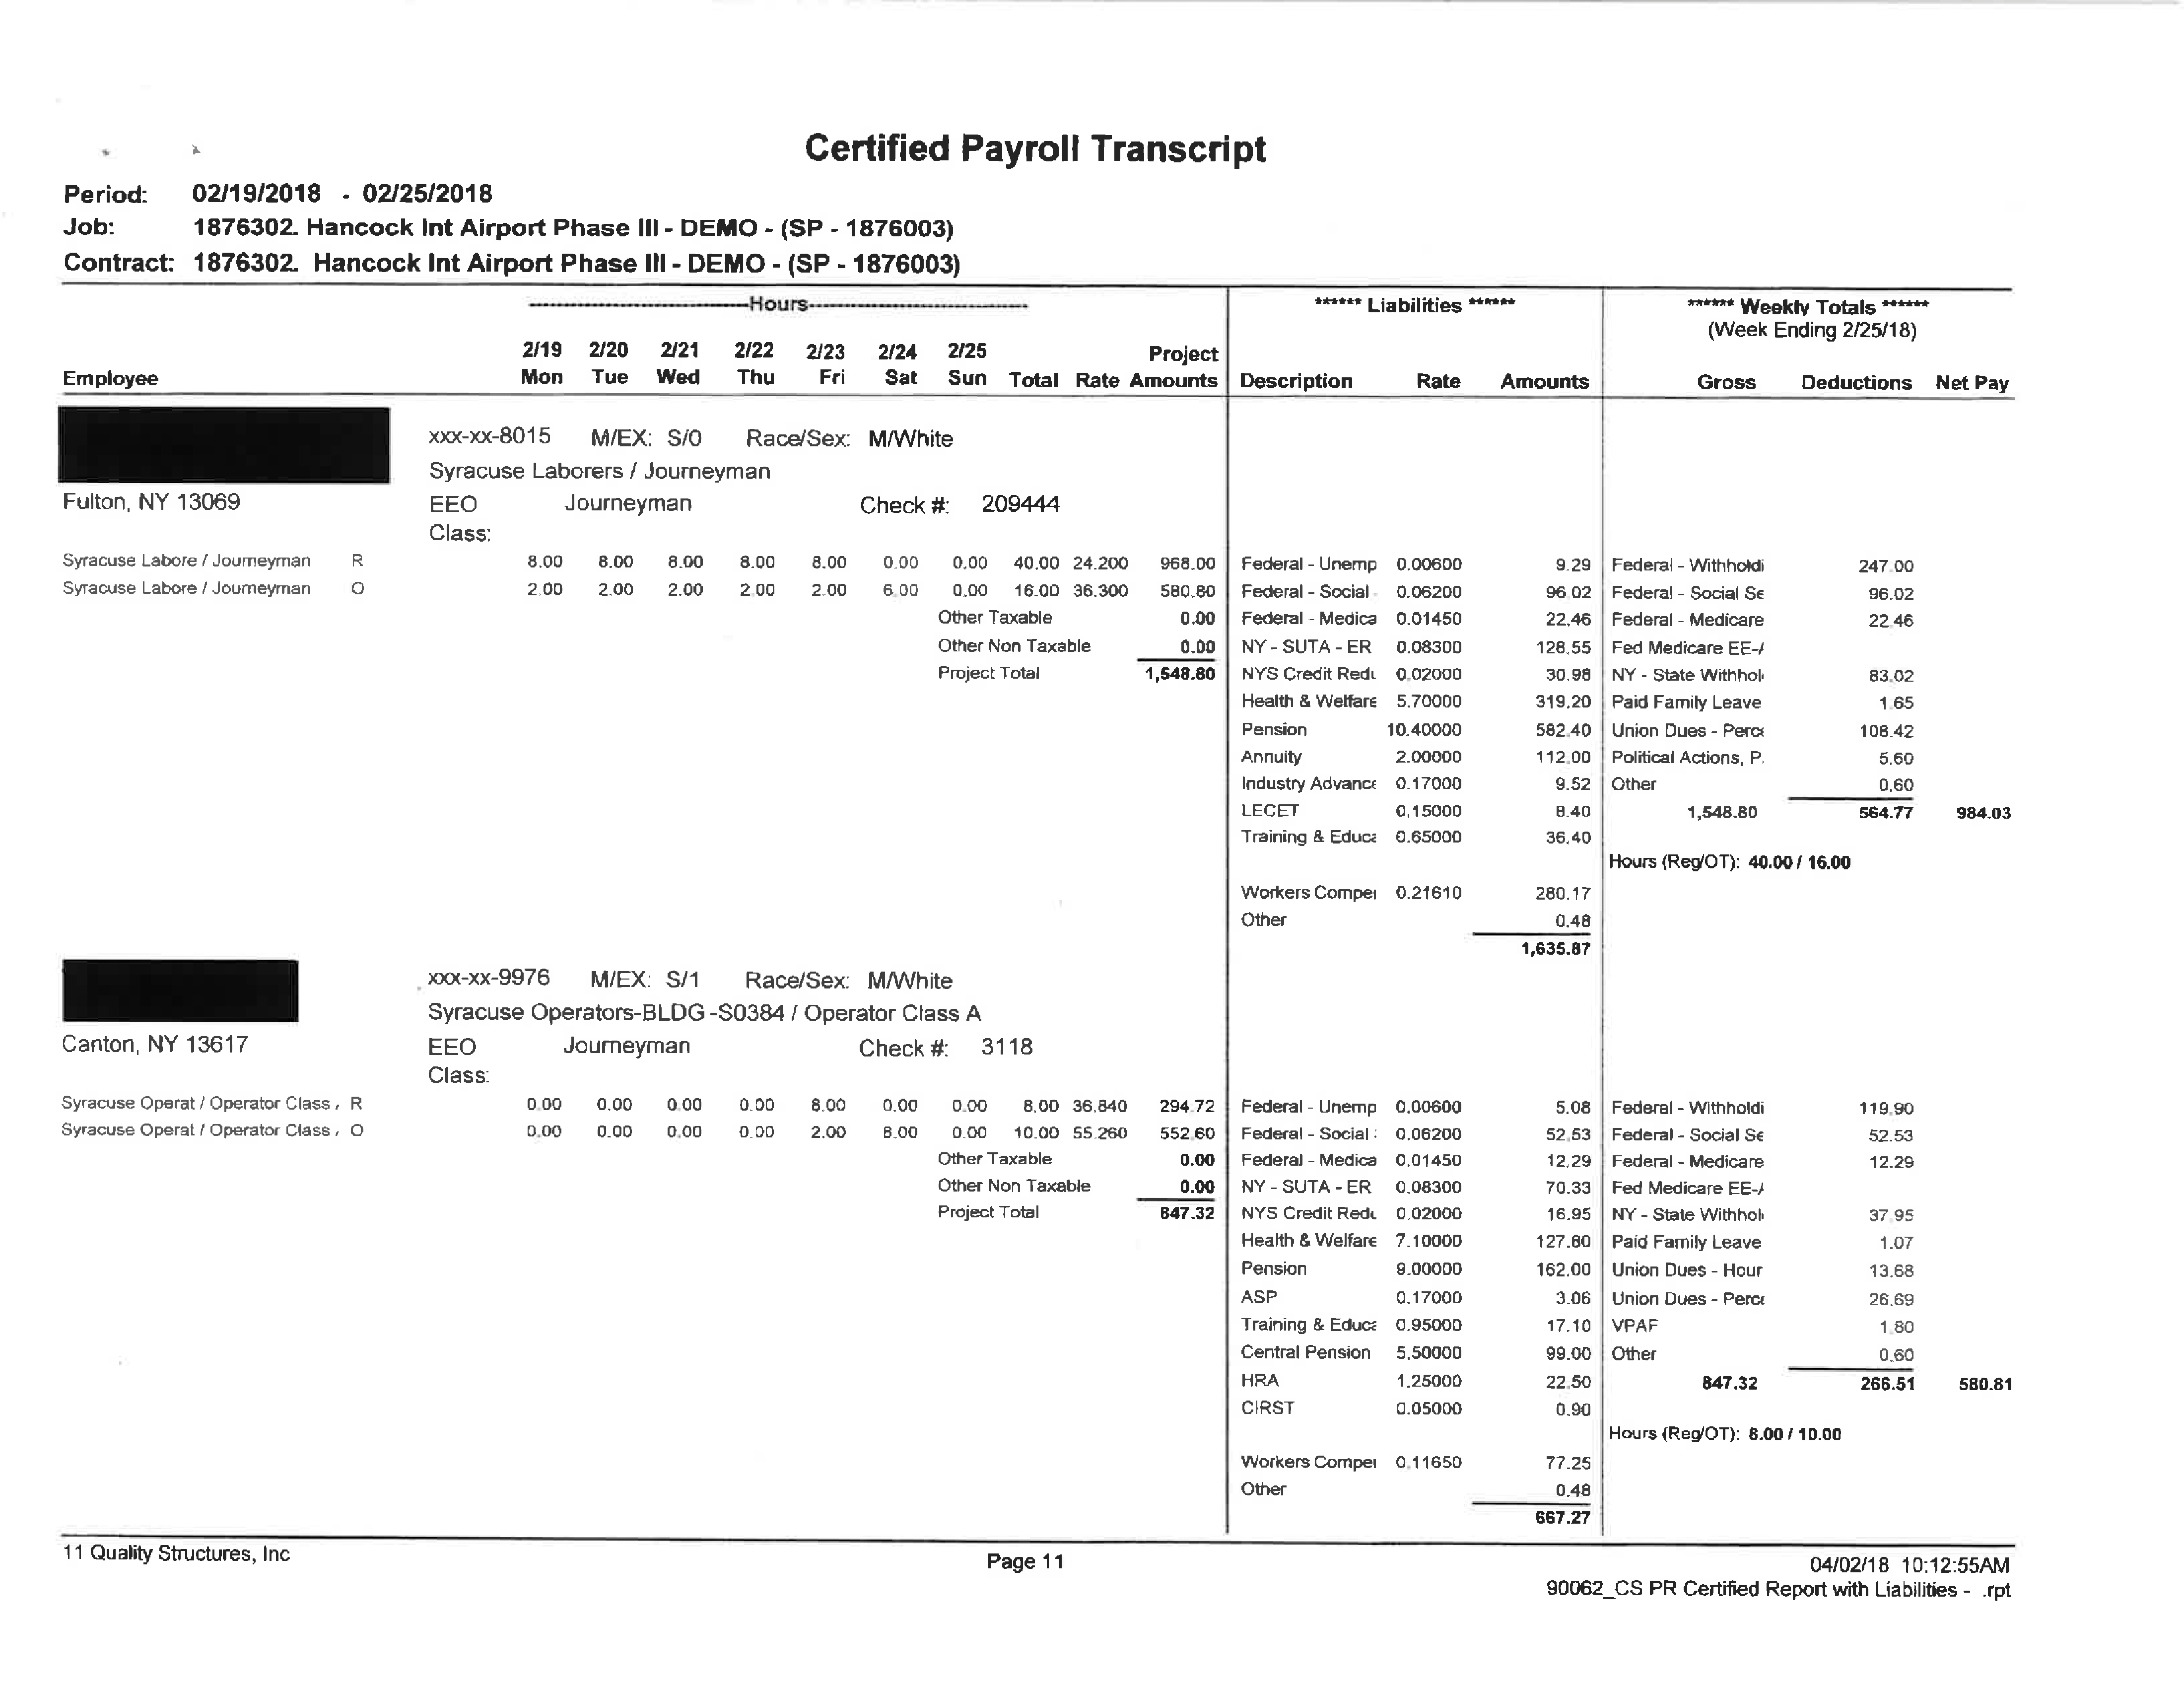 Certified Payroll Transcript
Period: 02/19/2018 - 02/25/2018
Job: 1876302. Hancock Int Airport Phase III - DEMO - (SP - 1876003)
Contract: 1876302. Hancock Int Airport Phase III - DEMO - (SP - 1876003)
Hours ****** Liabilities ****** ****** Weekly Totals ******
(Week Ending 2/25/18)
2/19 2/20 2/21 2/22 2/23 2/24 2/25 Project
Employee Mon Tue Wed Thu Fri Sat Sun Total Rate Amounts Description Rate Amounts Gross Deductions Net Pay
xxx-xx-8015 M/EX: S/0 Race/Sex: M/White
Syracuse Laborers / Journeyman
Fulton, NY 13069 EEO Journeyman Check #: 209444
Class:
Syracuse Labore / Journeyman R 8.00 8.00 8.00 8.00 8.00 0.00 0.00 40.00 24.200 968.00 Federal - Unemp 0.00600 9.29 Federal - Withholdi 247.00
Syracuse Labore / Journeyman O 2.00 2.00 2.00 2.00 2.00 6.00 0.00 16.00 36.300 580.80 Federal - Social 0.06200 96.02 Federal - Social Se 96.02
Other Taxable 0.00 Federal - Medica 0.01450 22.46 Federal - Medicare 22.46
Other Non Taxable 0.00 NY - SUTA - ER 0.08300 128.55 Fed Medicare EE-A
Project Total 1,548.80 NYS Credit Redu 0.02000 30.98 NY - State Withhol 83.02
Health & Welfare 5.70000 319.20 Paid Family Leave 1.65
Pension 10.40000 582.40 Union Dues - Perce 108.42
Annuity 2.00000 112.00 Political Actions, P. 5.60
Industry Advance 0.17000 9.52 Other 0.60
LECET 0.15000 8.40 1,548.80 564.77 984.03
Training & Educa 0.65000 36.40
Hours (Reg/OT): 40.00 / 16.00
Workers Compe 0.21610 280.17
Other 0.48
1,635.87
xxx-xx-9976 M/EX: S/1 Race/Sex: M/White
Syracuse Operators-BLDG -S0384 / Operator Class A
Canton, NY 13617 EEO Journeyman Check #: 3118
Class:
Syracuse Operat / Operator Class , R 0.00 0.00 0.00 0.00 8.00 0.00 0.00 8.00 36.840 294.72 Federal - Unemp 0.00600 5.08 Federal - Withholdi 119.90
Syracuse Operat / Operator Class , O 0.00 0.00 0.00 0.00 2.00 8.00 0.00 10.00 55.260 552.60 Federal - Social 0.06200 52.53 Federal - Social Se 52.53
Other Taxable 0.00 Federal - Medica 0.01450 12.29 Federal - Medicare 12.29
Other Non Taxable 0.00 NY - SUTA - ER 0.08300 70.33 Fed Medicare EE-A
Project Total 847.32 NYS Credit Redu 0.02000 16.95 NY - State Withhol 37.95
Health & Welfare 7.10000 127.80 Paid Family Leave 1.07
Pension 9.00000 162.00 Union Dues - Hour 13.68
ASP 0.17000 3.06 Union Dues - Perce 26.69
Training & Educa 0.95000 17.10 VPAF 1.80
Central Pension 5.50000 99.00 Other 0.60
HRA 1.25000 22.50 847.32 266.51 580.81
CIRST 0.05000 0.90
Hours (Reg/OT): 8.00 / 10.00
Workers Compe 0.11650 77.25
Other 0.48
667.27
11 Quality Structures, Inc Page 11 04/02/18 10:12:55AM
90062_CS PR Certified Report with Liabilities - .rpt